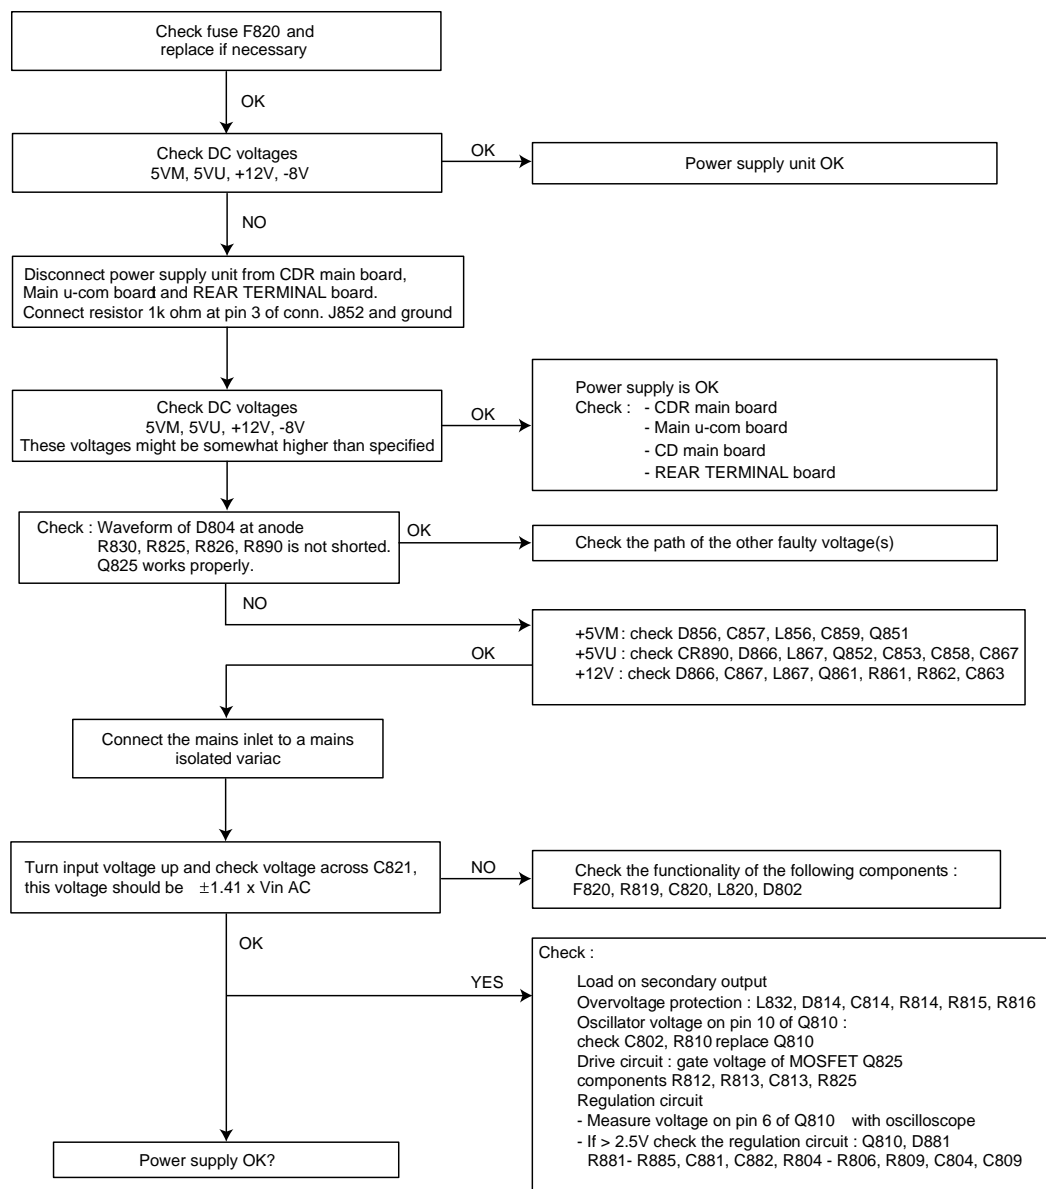 Check fuse F820 and
replace if necessary
OK
Check DC voltages
5VM, 5VU, +12V, -8V
OK
Power supply unit OK
NO
Disconnect power supply unit from CDR main board,
Main u-com board and REAR TERMINAL board.
Connect resistor 1k ohm at pin 3 of conn. J852 and ground
Check DC voltages
5VM, 5VU, +12V, -8V
These voltages might be somewhat higher than specified
OK
Power supply is OK
Check : - CDR main board
- Main u-com board
- CD main board
- REAR TERMINAL board
Check : Waveform of D804 at anode
R830, R825, R826, R890 is not shorted.
Q825 works properly.
OK
Check the path of the other faulty voltage(s)
NO
+5VM : check D856, C857, L856, C859, Q851
+5VU : check CR890, D866, L867, Q852, C853, C858, C867
+12V : check D866, C867, L867, Q861, R861, R862, C863
OK
Connect the mains inlet to a mains
isolated variac
Turn input voltage up and check voltage across C821,
this voltage should be ±1.41 x Vin AC
NO
Check the functionality of the following components :
F820, R819, C820, L820, D802
OK
YES
Check :
Load on secondary output
Overvoltage protection : L832, D814, C814, R814, R815, R816
Oscillator voltage on pin 10 of Q810 :
check C802, R810 replace Q810
Drive circuit : gate voltage of MOSFET Q825
components R812, R813, C813, R825
Regulation circuit
- Measure voltage on pin 6 of Q810 with oscilloscope
- If > 2.5V check the regulation circuit : Q810, D881
R881- R885, C881, C882, R804 - R806, R809, C804, C809
Power supply OK?